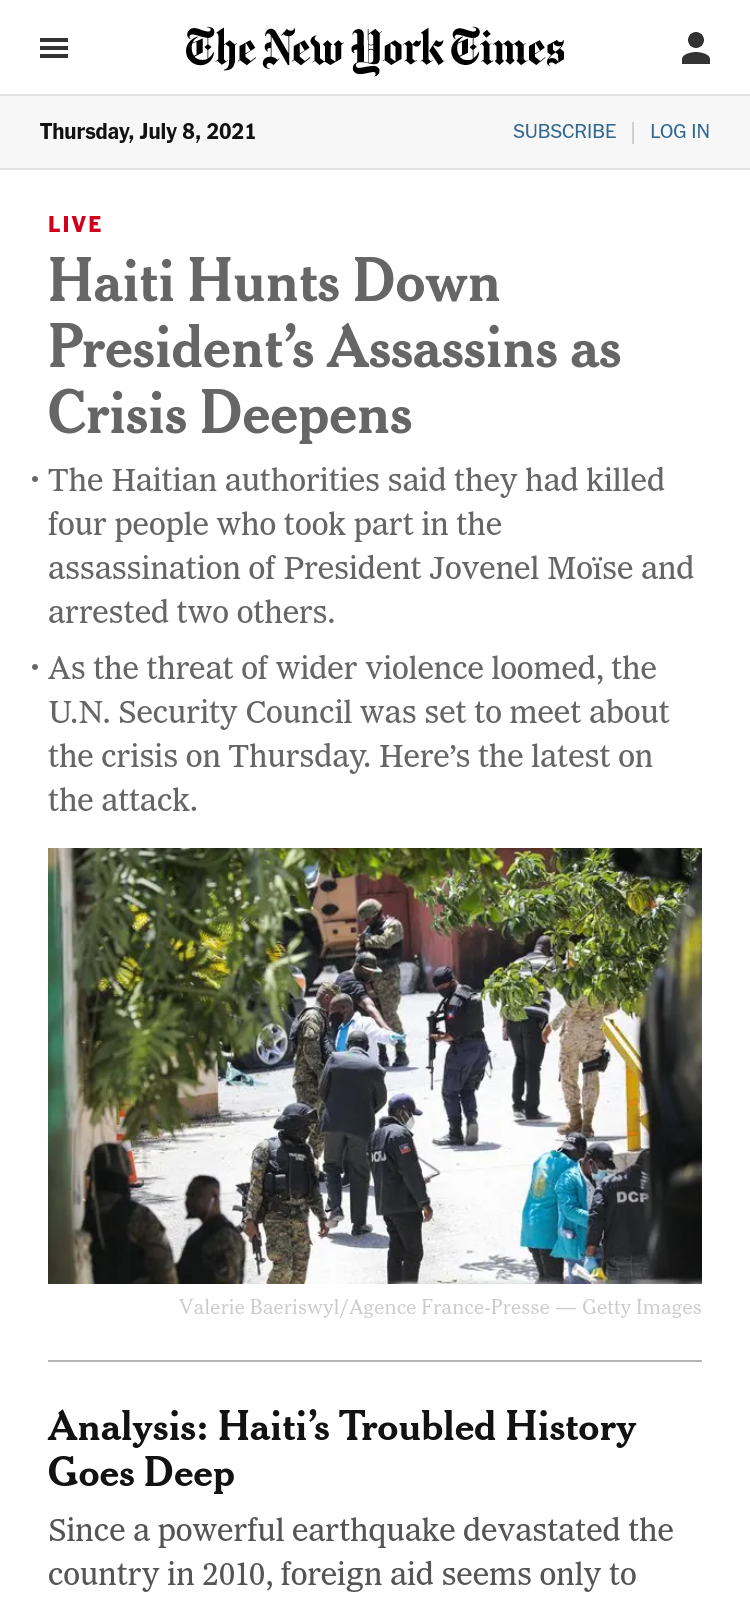 The New York Times
Thursday, July 8, 2021
SUBSCRIBE
LOG IN
LIVE
Haiti Hunts Down
President’s Assassins as
Crisis Deepens
• The Haitian authorities said they had killed
four people who took part in the
assassination of President Jovenel Moïse and
arrested two others.
• As the threat of wider violence loomed, the
U.N. Security Council was set to meet about
the crisis on Thursday. Here’s the latest on
the attack.
DCP
Valerie Baeriswyl/Agence France-Presse — Getty Images
Analysis: Haiti’s Troubled History
Goes Deep
Since a powerful earthquake devastated the
country in 2010, foreign aid seems only to